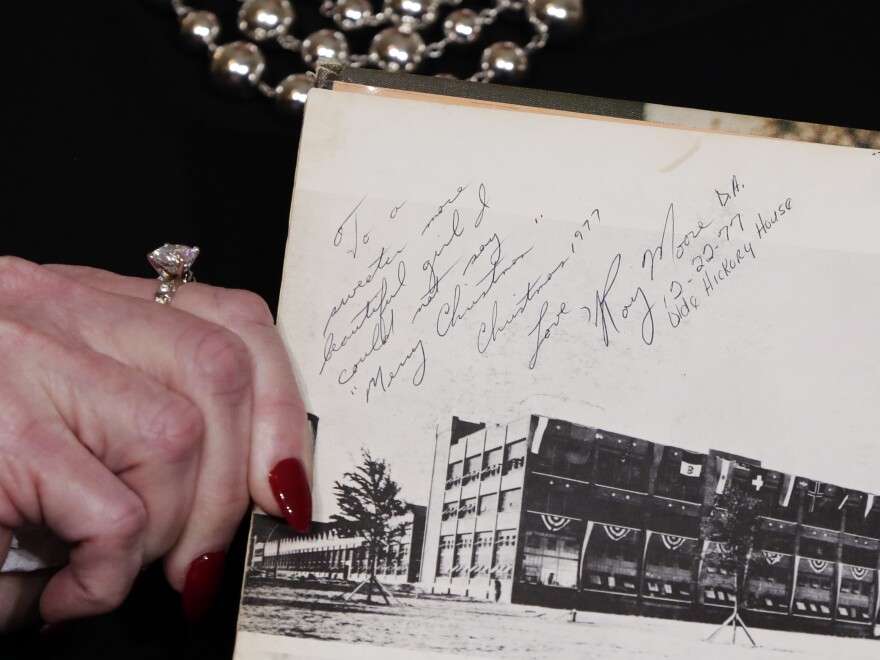 To a
sweeter more
beautiful girl I
could not say
"Merry Christmas"
Christmas 1977
Love,
Roy Moore D.A.
12-22-77
Olde Hickory House